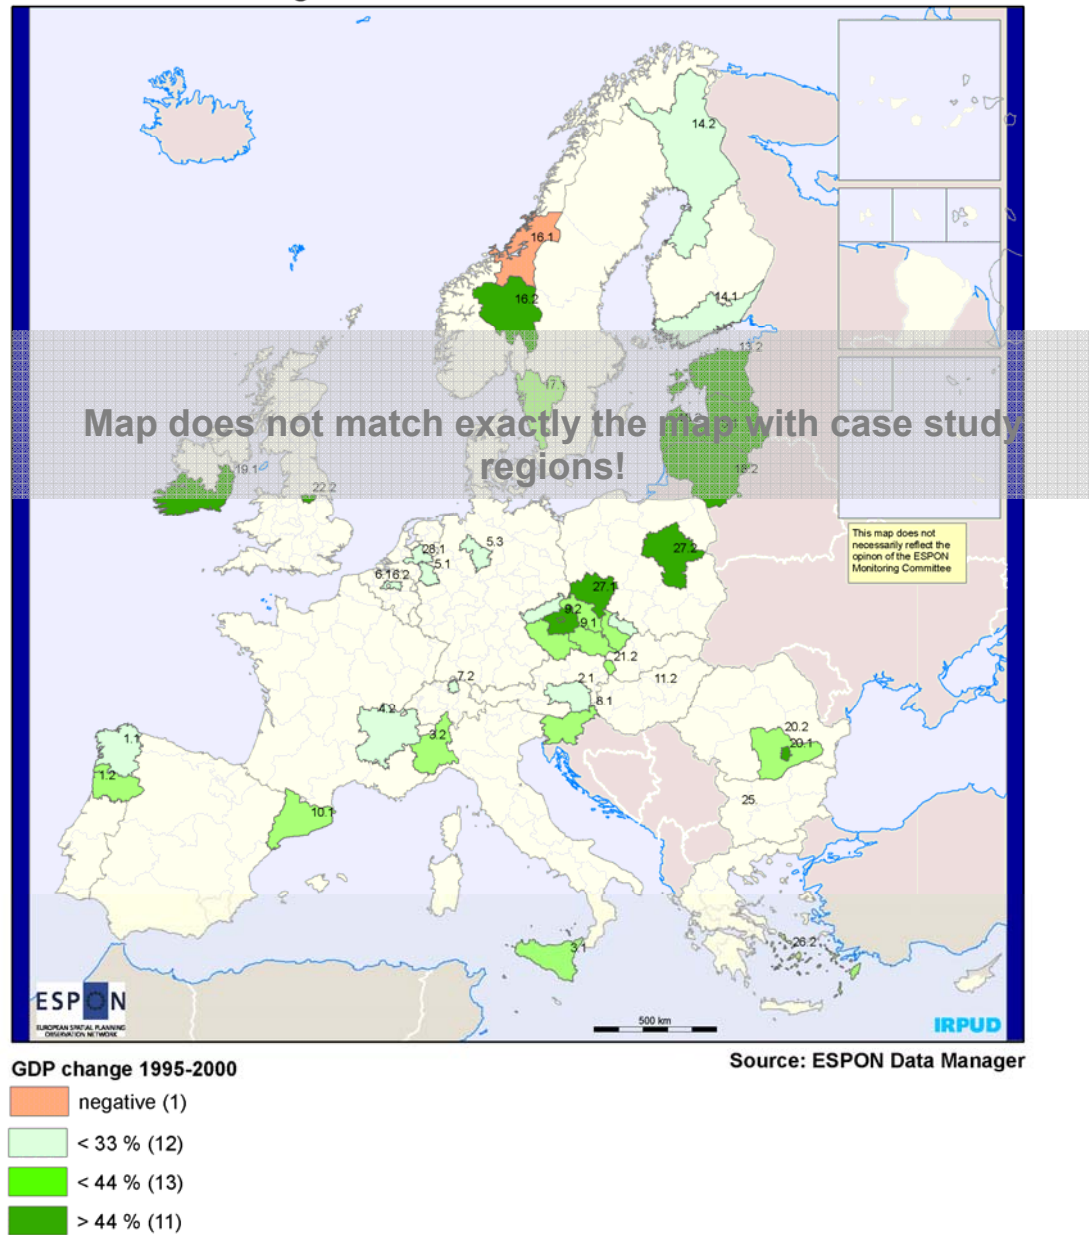 14.2
16.1
16.2
14.1
13.2
17.1
Map does not match exactly the map with case study
regions!
18.2
19.1
22.2
This map does not
necessarily reflect the
opinion of the ESPON
Monitoring Committee
28.1
5.3
27.2
5.1
6.16.2
27.1
9.2
9.1
21.2
7.2
2.1
11.2
8.1
4.2
3.2
20.2
20.1
1.1
1.2
25.
10.1
3.1
26.2
ESPON
EUROPEAN SPATIAL PLANNING
OBSERVATION NETWORK
500 km
IRPUD
Source: ESPON Data Manager
GDP change 1995-2000
negative (1)
< 33 % (12)
< 44 % (13)
> 44 % (11)